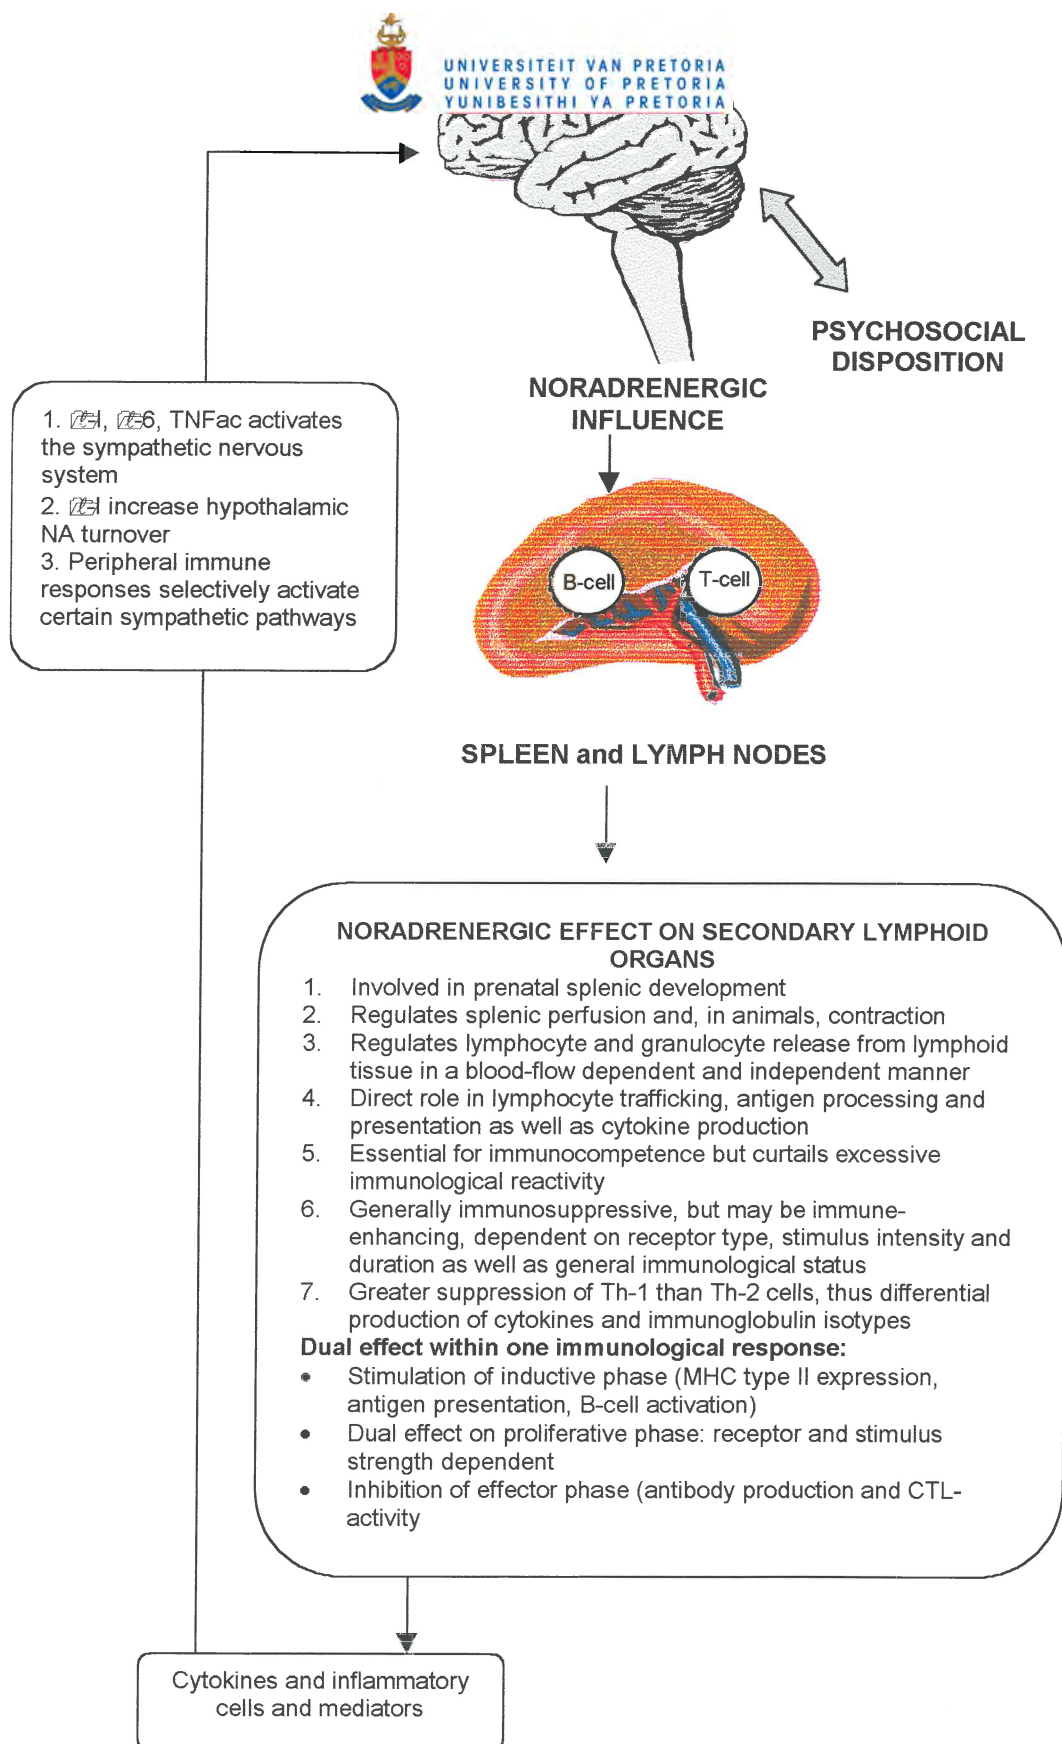 UNIVERSITEIT VAN PRETORIA
UNIVERSITY OF PRETORIA
YUNIBESITHI YA PRETORIA
PSYCHOSOCIAL
DISPOSITION
NORADRENERGIC
INFLUENCE
1. , TNFac activates
the sympathetic nervous
system
2. increase hypothalamic
NA turnover
3. Peripheral immune
responses selectively activate
certain sympathetic pathways
B-cell
T-cell
SPLEEN and LYMPH NODES
NORADRENERGIC EFFECT ON SECONDARY LYMPHOID
ORGANS
1. Involved in prenatal splenic development
2. Regulates splenic perfusion and, in animals, contraction
3. Regulates lymphocyte and granulocyte release from lymphoid
tissue in a blood-flow dependent and independent manner
4. Direct role in lymphocyte trafficking, antigen processing and
presentation as well as cytokine production
5. Essential for immunocompetence but curtails excessive
immunological reactivity
6. Generally immunosuppressive, but may be immune-
enhancing, dependent on receptor type, stimulus intensity and
duration as well as general immunological status
7. Greater suppression of Th-1 than Th-2 cells, thus differential
production of cytokines and immunoglobulin isotypes
Dual effect within one immunological response:
• Stimulation of inductive phase (MHC type II expression,
antigen presentation, B-cell activation)
• Dual effect on proliferative phase: receptor and stimulus
strength dependent
• Inhibition of effector phase (antibody production and CTL-
activity
Cytokines and inflammatory
cells and mediators